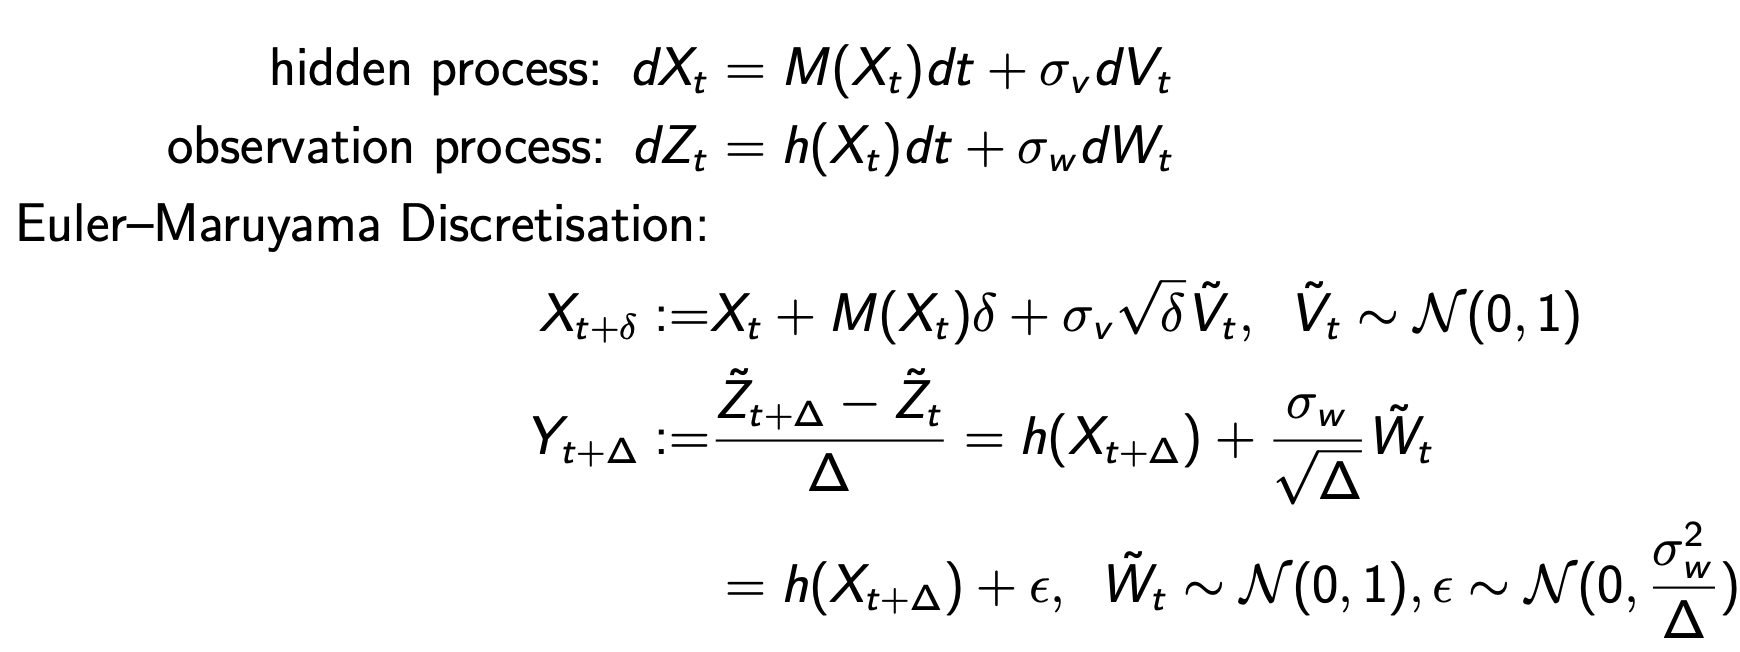 hidden process: dX_t = M(X_t)dt + σ_v dV_t
observation process: dZ_t = h(X_t)dt + σ_w dW_t
Euler–Maruyama Discretisation:
X_{t+δ} := X_t + M(X_t)δ + σ_v √δ Ṽ_t, Ṽ_t ∼ 𝒩(0, 1)
Y_{t+Δ} := (Z̃_{t+Δ} − Z̃_t)/Δ = h(X_{t+Δ}) + (σ_w/√Δ) W̃_t
= h(X_{t+Δ}) + ϵ, W̃_t ∼ 𝒩(0, 1), ϵ ∼ 𝒩(0, σ_w^2/Δ)